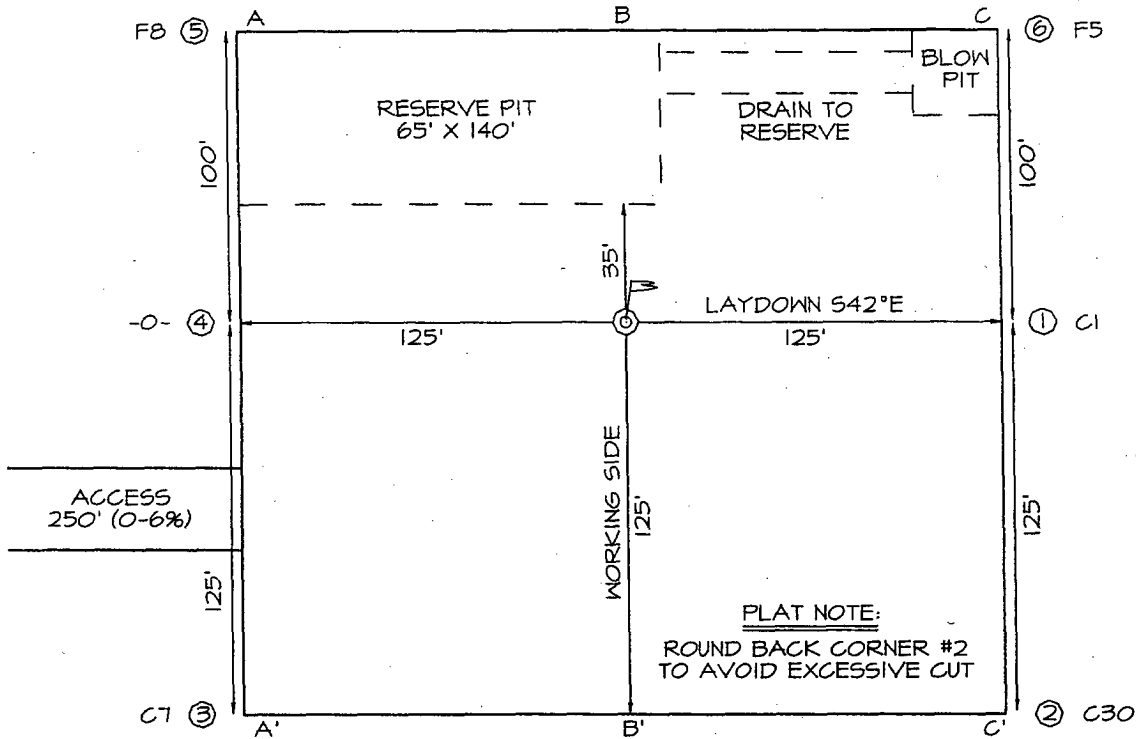 A
B
C
F8 ⑤
⑥ F5
BLOW
PIT
RESERVE PIT
65' X 140'
DRAIN TO
RESERVE
100'
100'
35'
LAYDOWN S42°E
-0- ④
① C1
125'
125'
ACCESS
250' (0-6%)
WORKING SIDE
125'
125'
125'
PLAT NOTE:
ROUND BACK CORNER #2
TO AVOID EXCESSIVE CUT
C7 ③
② C30
A'
B'
C'